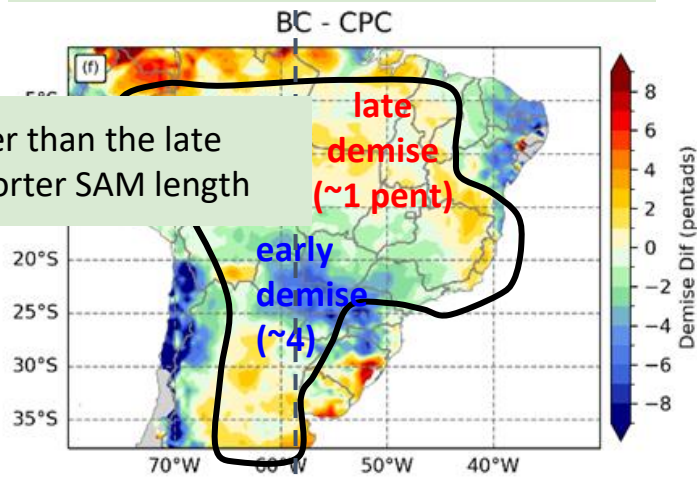 BC - CPC
(f)
5°S
er than the late
orter SAM length
late
demise
(~1 pent)
20°S
25°S
30°S
35°S
early
demise
(~4)
70°W
60°W
50°W
40°W
8
6
4
2
0
−2
−4
−6
−8
Demise Dif (pentads)